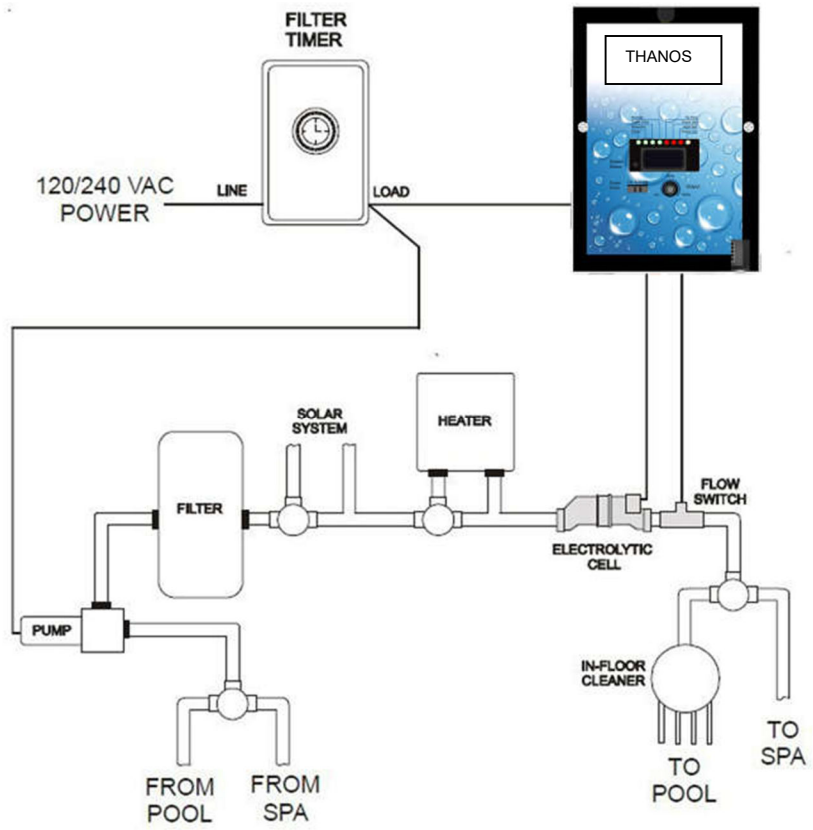 FILTER
TIMER
THANOS
120/240 VAC
POWER
LINE
LOAD
SOLAR
SYSTEM
HEATER
FILTER
FLOW
SWITCH
ELECTROLYTIC
CELL
PUMP
IN-FLOOR
CLEANER
FROM
POOL
FROM
SPA
TO
POOL
TO
SPA